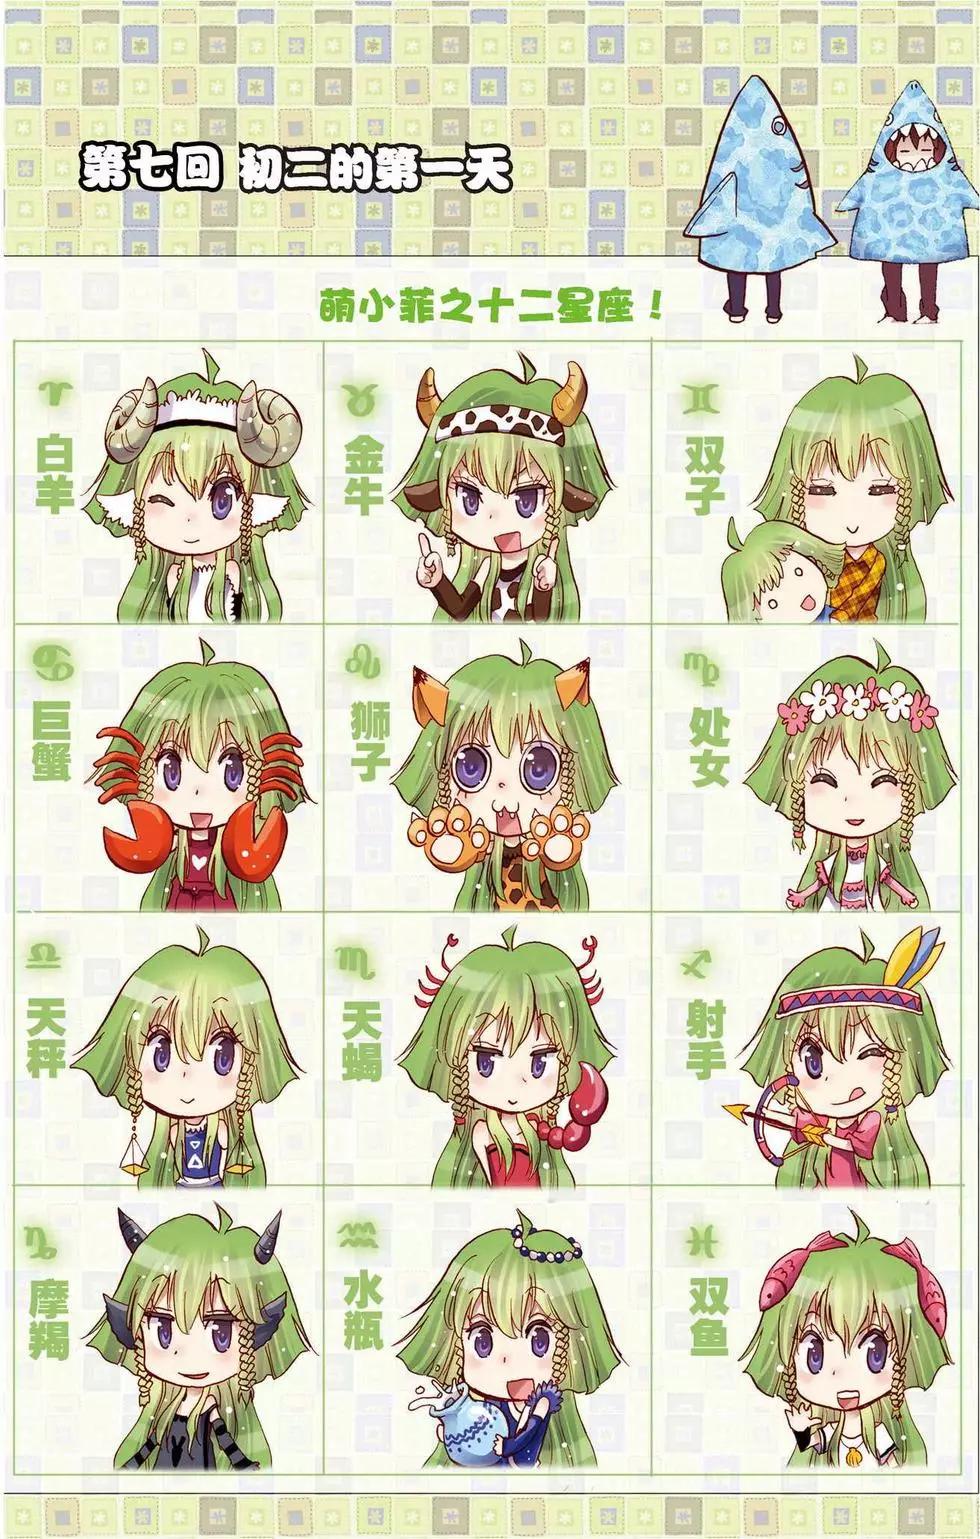 第七回 初二的第一天
萌小菲之十二星座！
白羊
金牛
双子
巨蟹
狮子
处女
天秤
天蝎
射手
摩羯
水瓶
双鱼